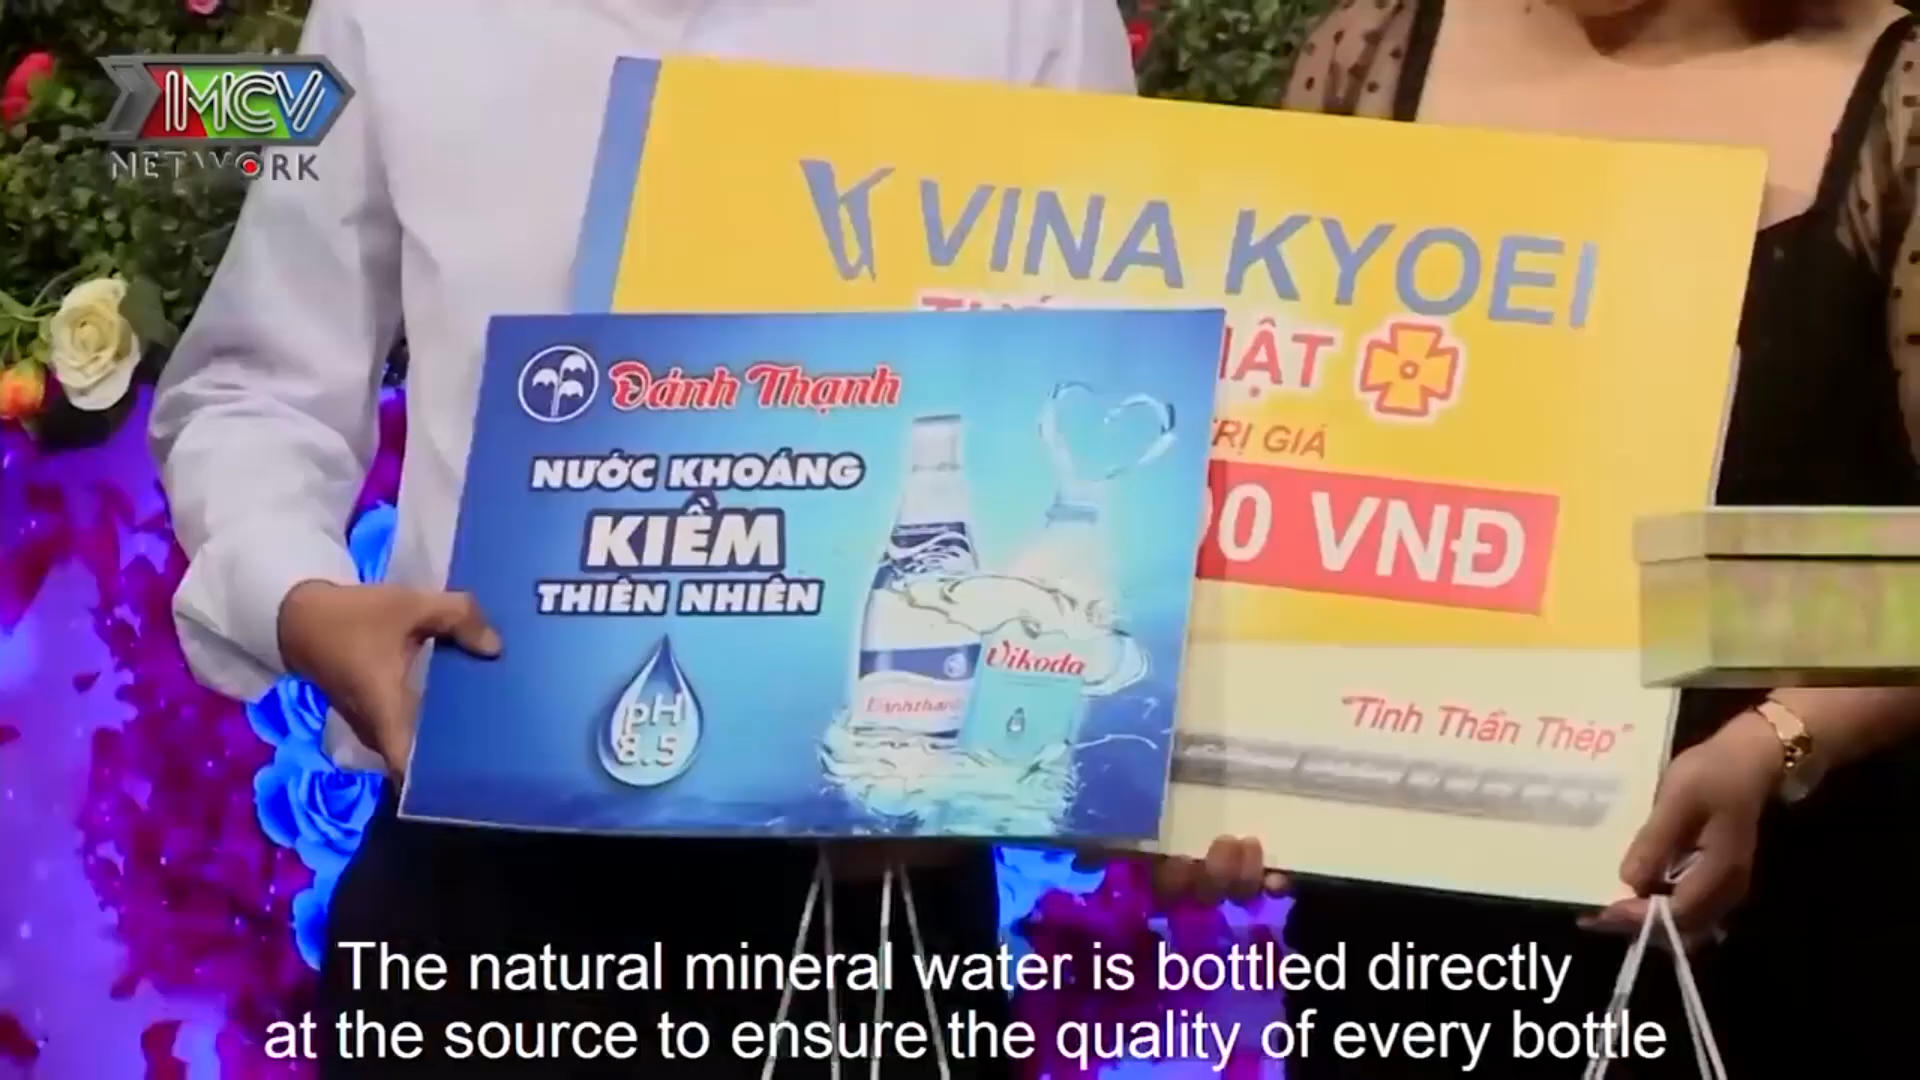 MCV
NETWORK
VINA KYOEI
Đảnh Thạnh
NƯỚC KHOÁNG
KIỀM
THIÊN NHIÊN
pH
8.5
Vikoda
TRỊ GIÁ
VNĐ
"Tinh Thần Thép"
The natural mineral water is bottled directly
at the source to ensure the quality of every bottle